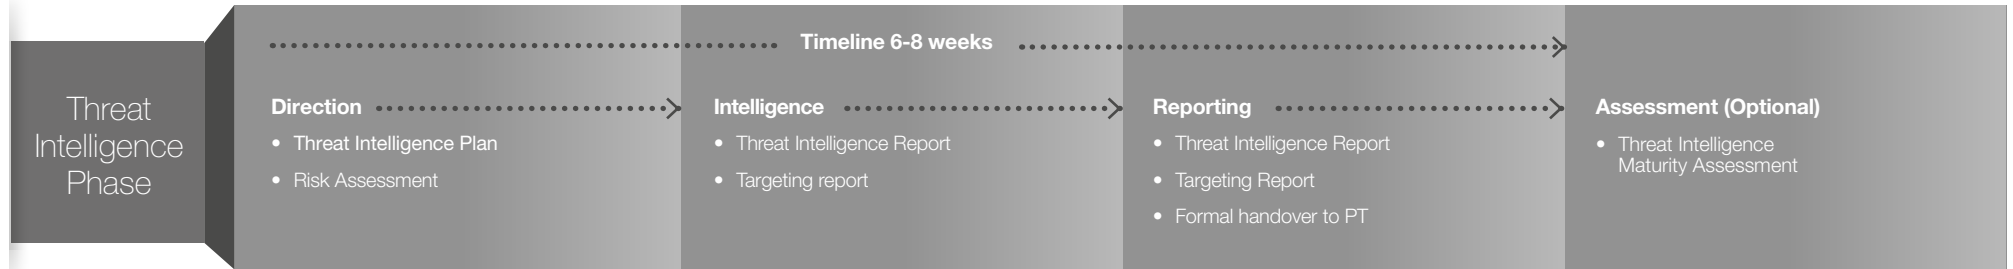 Threat
Intelligence
Phase
Timeline 6-8 weeks
Direction
• Threat Intelligence Plan
• Risk Assessment
Intelligence
• Threat Intelligence Report
• Targeting report
Reporting
• Threat Intelligence Report
• Targeting Report
• Formal handover to PT
Assessment (Optional)
• Threat Intelligence
Maturity Assessment